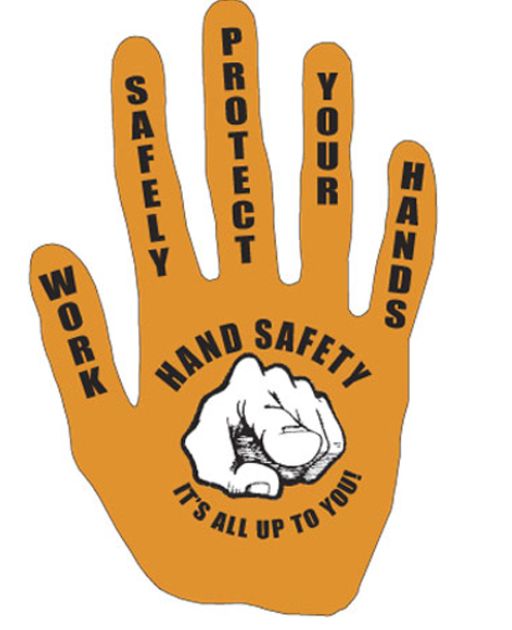 WORK
SAFELY
PROTECT
YOUR
HANDS
HAND SAFETY
IT'S ALL UP TO YOU!